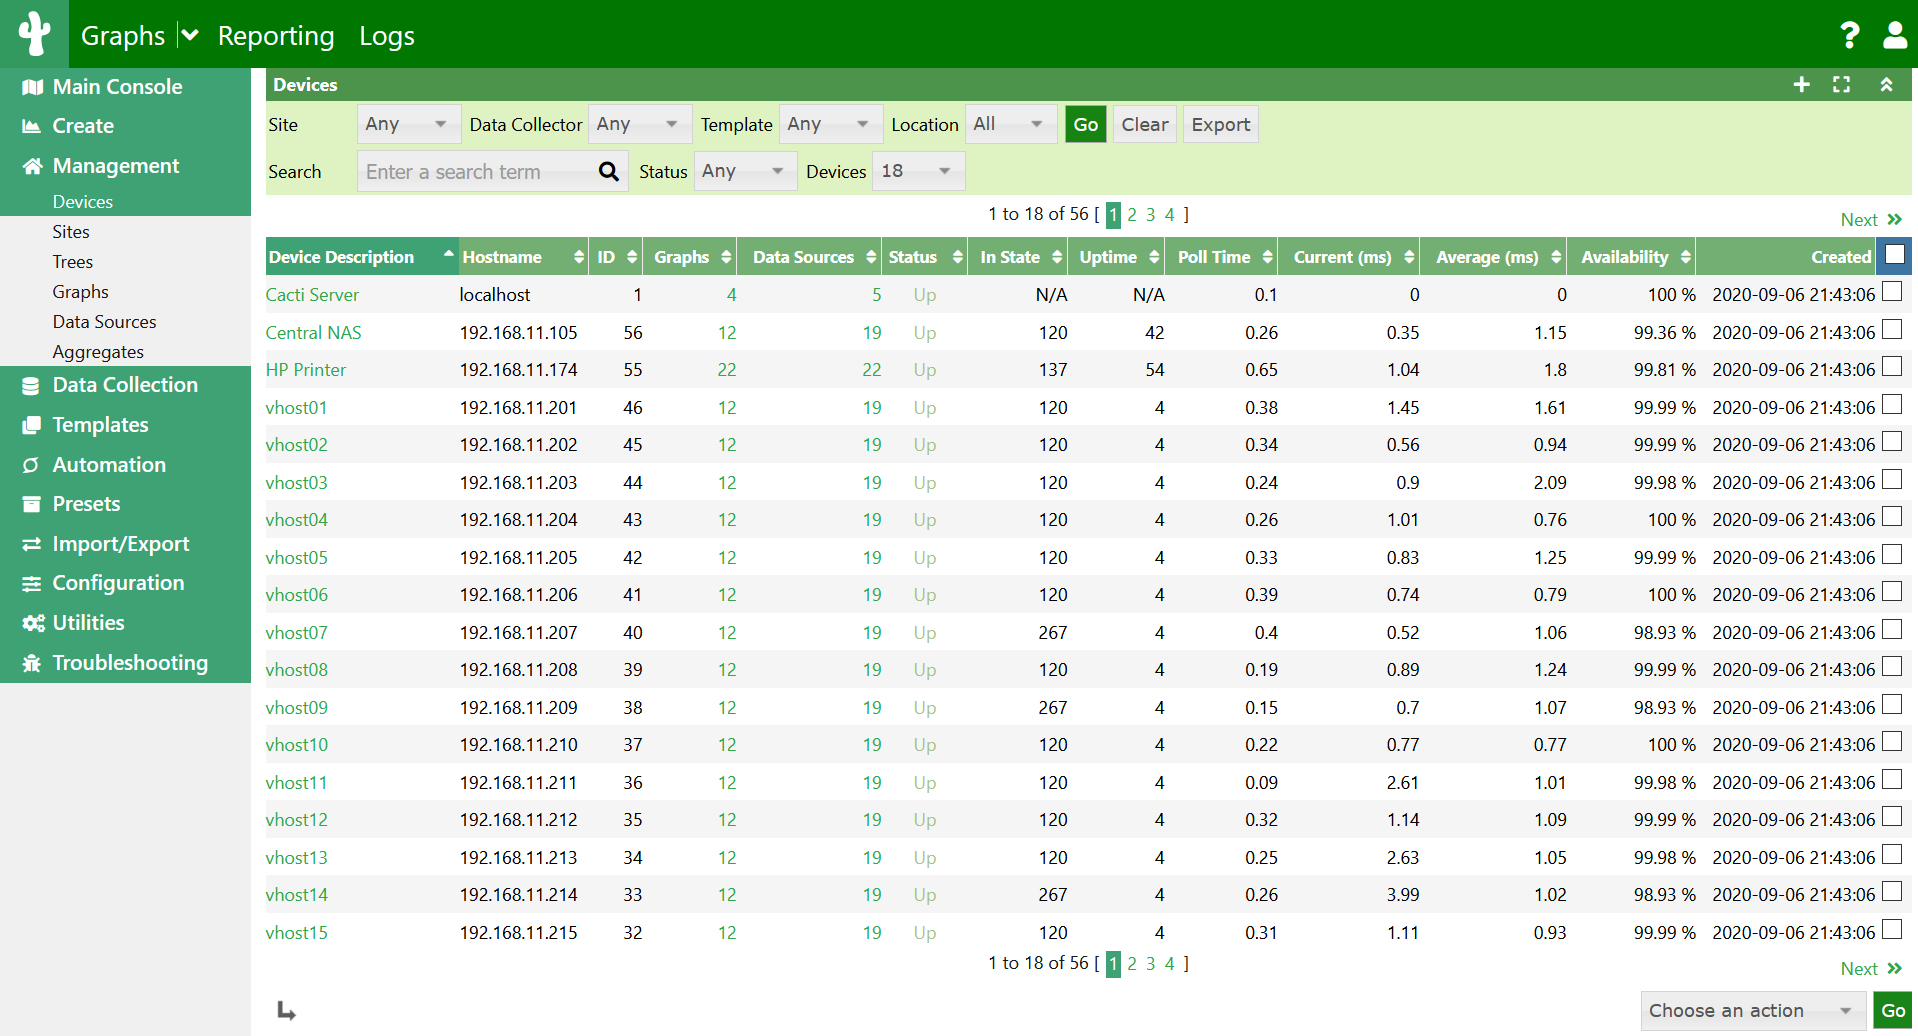 Graphs Reporting Logs
Main Console
Create
Management
Devices
Sites
Trees
Graphs
Data Sources
Aggregates
Data Collection
Templates
Automation
Presets
Import/Export
Configuration
Utilities
Troubleshooting
Devices
Site Any Data Collector Any Template Any Location All Go Clear Export
Search Enter a search term Status Any Devices 18
1 to 18 of 56 [ 1 2 3 4 ]
Next
Device Description Hostname ID Graphs Data Sources Status In State Uptime Poll Time Current (ms) Average (ms) Availability Created
Cacti Server localhost 1 4 5 Up N/A N/A 0.1 0 0 100 % 2020-09-06 21:43:06
Central NAS 192.168.11.105 56 12 19 Up 120 42 0.26 0.35 1.15 99.36 % 2020-09-06 21:43:06
HP Printer 192.168.11.174 55 22 22 Up 137 54 0.65 1.04 1.8 99.81 % 2020-09-06 21:43:06
vhost01 192.168.11.201 46 12 19 Up 120 4 0.38 1.45 1.61 99.99 % 2020-09-06 21:43:06
vhost02 192.168.11.202 45 12 19 Up 120 4 0.34 0.56 0.94 99.99 % 2020-09-06 21:43:06
vhost03 192.168.11.203 44 12 19 Up 120 4 0.24 0.9 2.09 99.98 % 2020-09-06 21:43:06
vhost04 192.168.11.204 43 12 19 Up 120 4 0.26 1.01 0.76 100 % 2020-09-06 21:43:06
vhost05 192.168.11.205 42 12 19 Up 120 4 0.33 0.83 1.25 99.99 % 2020-09-06 21:43:06
vhost06 192.168.11.206 41 12 19 Up 120 4 0.39 0.74 0.79 100 % 2020-09-06 21:43:06
vhost07 192.168.11.207 40 12 19 Up 267 4 0.4 0.52 1.06 98.93 % 2020-09-06 21:43:06
vhost08 192.168.11.208 39 12 19 Up 120 4 0.19 0.89 1.24 99.99 % 2020-09-06 21:43:06
vhost09 192.168.11.209 38 12 19 Up 267 4 0.15 0.7 1.07 98.93 % 2020-09-06 21:43:06
vhost10 192.168.11.210 37 12 19 Up 120 4 0.22 0.77 0.77 100 % 2020-09-06 21:43:06
vhost11 192.168.11.211 36 12 19 Up 120 4 0.09 2.61 1.01 99.98 % 2020-09-06 21:43:06
vhost12 192.168.11.212 35 12 19 Up 120 4 0.32 1.14 1.09 99.99 % 2020-09-06 21:43:06
vhost13 192.168.11.213 34 12 19 Up 120 4 0.25 2.63 1.05 99.98 % 2020-09-06 21:43:06
vhost14 192.168.11.214 33 12 19 Up 267 4 0.26 3.99 1.02 98.93 % 2020-09-06 21:43:06
vhost15 192.168.11.215 32 12 19 Up 120 4 0.31 1.11 0.93 99.99 % 2020-09-06 21:43:06
1 to 18 of 56 [ 1 2 3 4 ]
Next
Choose an action Go